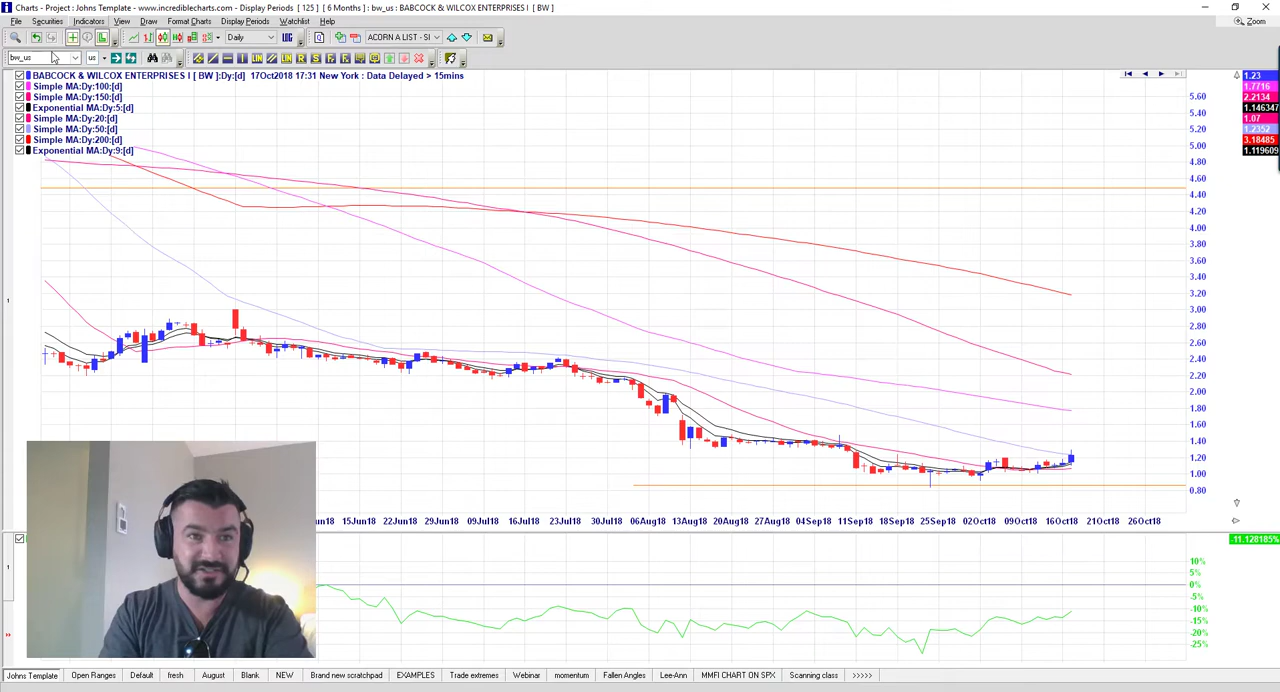 Charts - Project : Johns Template - www.incrediblecharts.com - Display Periods [ 125 ] [ 6 Months ] : bw_us : BABCOCK & WILCOX ENTERPRISES I [ BW ]
File Securities Indicators View Draw Format Charts Display Periods Watchlist Help
Zoom
Daily ACORN A LIST - SI
bw_us us
BABCOCK & WILCOX ENTERPRISES I [ BW ]:Dy:[d] 17Oct2018 17:31 New York : Data Delayed > 15mins
Simple MA:Dy:100:[d]
Simple MA:Dy:150:[d]
Exponential MA:Dy:5:[d]
Simple MA:Dy:20:[d]
Simple MA:Dy:50:[d]
Simple MA:Dy:200:[d]
Exponential MA:Dy:9:[d]
1.23
1.7716
2.2134
1.146347
1.07
1.2352
3.18485
1.119609
5.60
5.40
5.20
5.00
4.80
4.60
4.40
4.20
4.00
3.80
3.60
3.40
3.20
3.00
2.80
2.60
2.40
2.20
2.00
1.80
1.60
1.40
1.20
1.00
0.80
1
un18 15Jun18 22Jun18 29Jun18 09Jul18 16Jul18 23Jul18 30Jul18 06Aug18 13Aug18 20Aug18 27Aug18 04Sep18 11Sep18 18Sep18 25Sep18 02Oct18 09Oct18 16Oct18 21Oct18 26Oct18
11.128185%
1
10%
5%
0%
-5%
-10%
-15%
-20%
-25%
Johns Template Open Ranges Default fresh August Blank NEW Brand new scratchpad EXAMPLES Trade extremes Webinar momentum Fallen Angles Lee-Ann MMFI CHART ON SPX Scanning class >>>>>